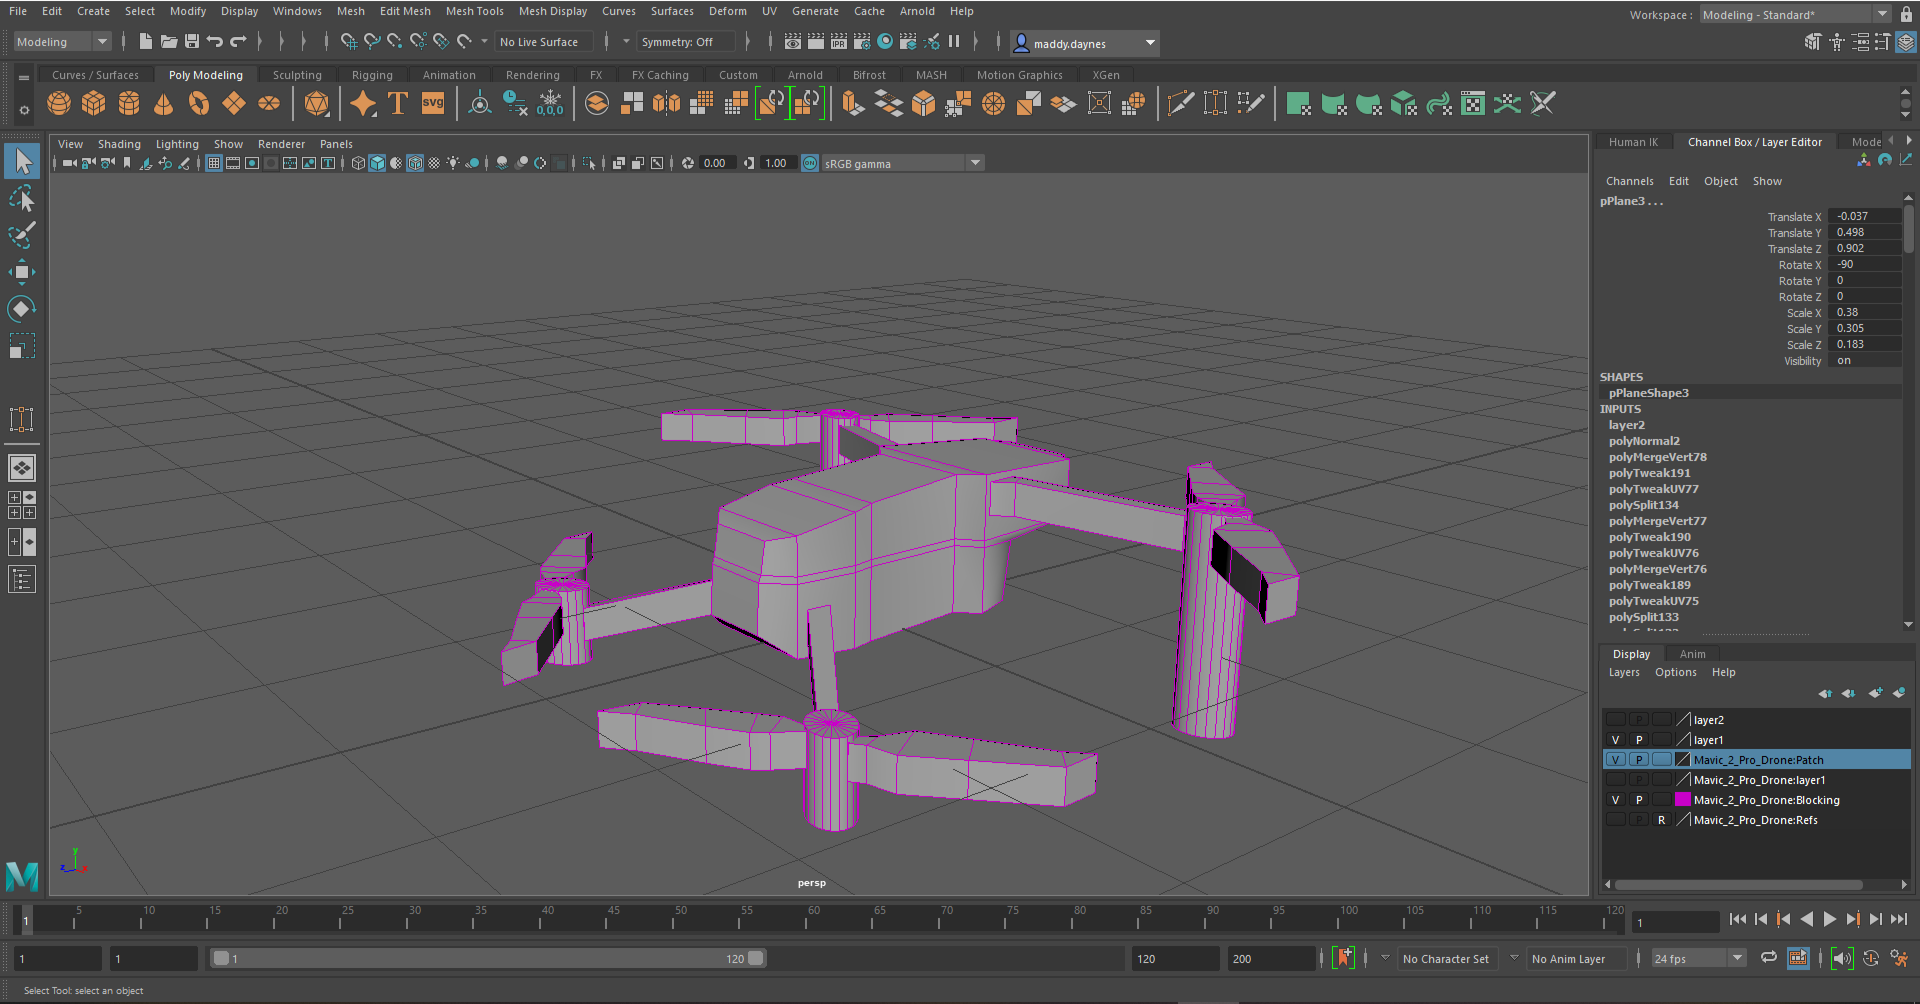 File Edit Create Select Modify Display Windows Mesh Edit Mesh Mesh Tools Mesh Display Curves Surfaces Deform UV Generate Cache Arnold Help
Workspace : Modeling - Standard*
Modeling No Live Surface Symmetry: Off IPR maddy.daynes
Curves / Surfaces Poly Modeling Sculpting Rigging Animation Rendering FX FX Caching Custom Arnold Bifrost MASH Motion Graphics XGen
T SVG 0,0,0
View Shading Lighting Show Renderer Panels
0.00 1.00 ON sRGB gamma
Human IK Channel Box / Layer Editor Mode
Channels Edit Object Show
pPlane3 . . .
Translate X -0.037
Translate Y 0.498
Translate Z 0.902
Rotate X -90
Rotate Y 0
Rotate Z 0
Scale X 0.38
Scale Y 0.305
Scale Z 0.183
Visibility on
SHAPES
pPlaneShape3
INPUTS
layer2
polyNormal2
polyMergeVert78
polyTweak191
polyTweakUV77
polySplit134
polyMergeVert77
polyTweak190
polyTweakUV76
polyMergeVert76
polyTweak189
polyTweakUV75
polySplit133
Display Anim
Layers Options Help
P layer2
V P layer1
V P Mavic_2_Pro_Drone:Patch
P Mavic_2_Pro_Drone:layer1
V P Mavic_2_Pro_Drone:Blocking
P R Mavic_2_Pro_Drone:Refs
y
z x
persp
M
1 5 10 15 20 25 30 35 40 45 50 55 60 65 70 75 80 85 90 95 100 105 110 115 120 1
1 1 1 120 120 200 No Character Set No Anim Layer 24 fps
Select Tool: select an object